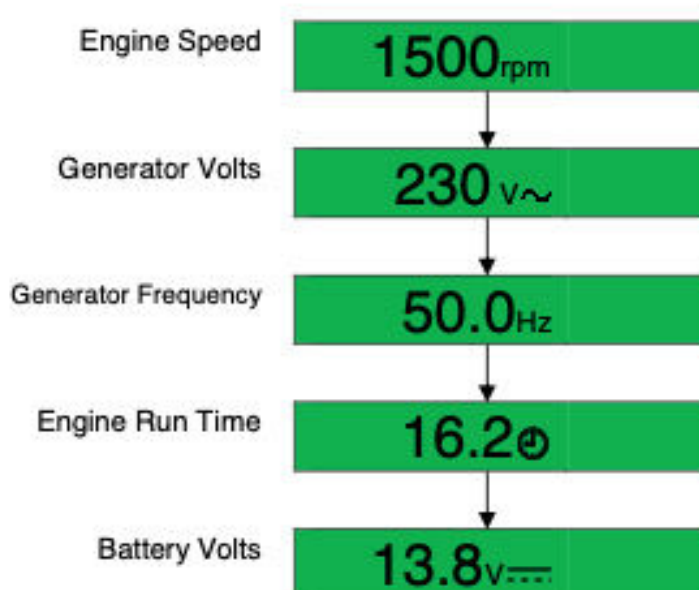 Engine Speed 1500rpm
Generator Volts 230 V~
Generator Frequency 50.0Hz
Engine Run Time 16.2
Battery Volts 13.8V